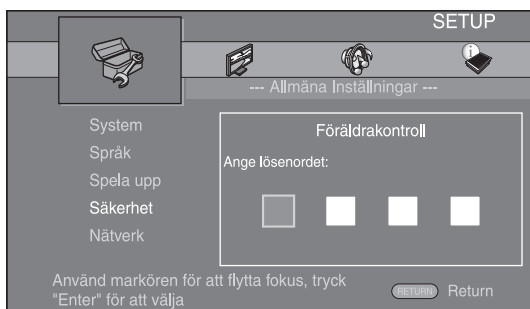 SETUP
--- Allmäna Inställningar ---
System
Språk
Spela upp
Säkerhet
Nätverk
Föräldrakontroll
Ange lösenordet:
Använd markören för att flytta fokus, tryck
"Enter" för att välja
RETURN Return